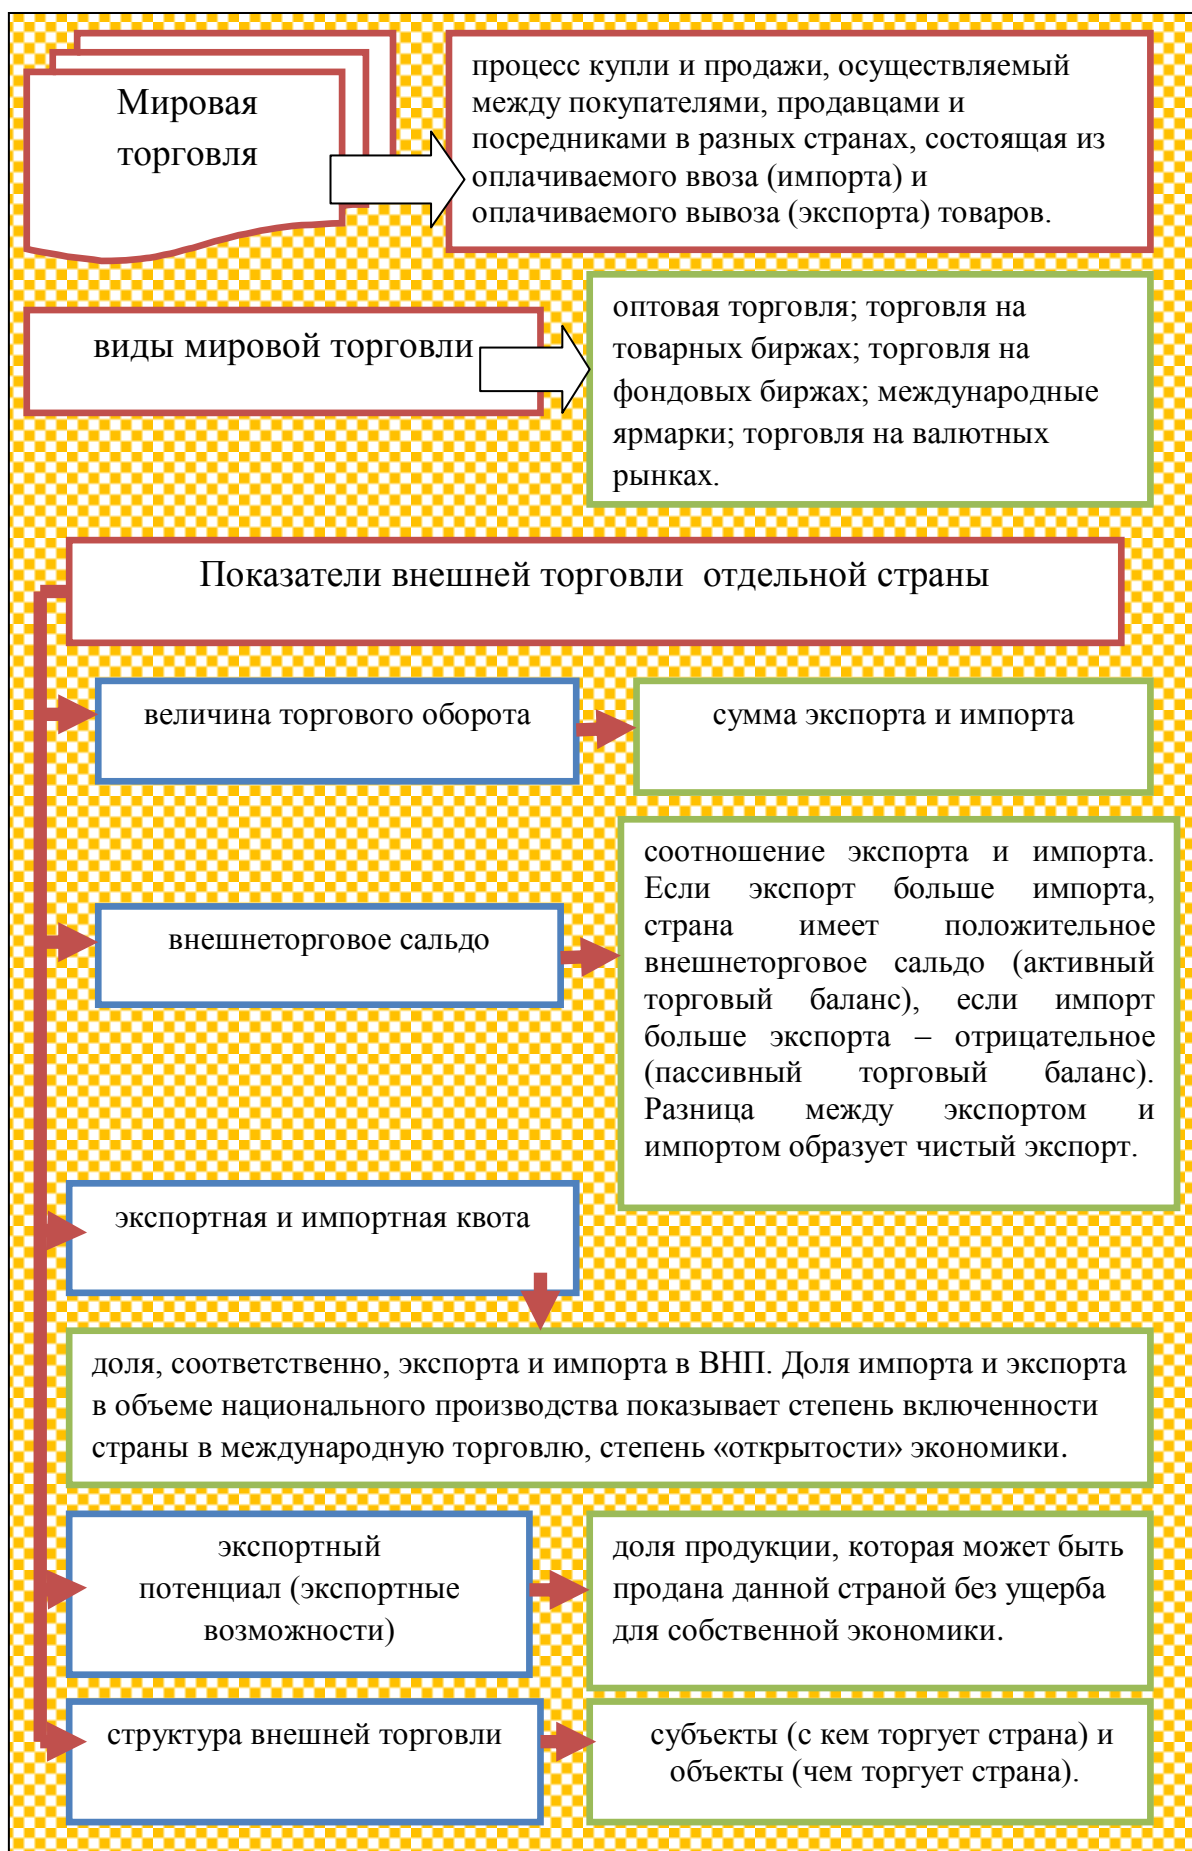 Мировая
торговля
процесс купли и продажи, осуществляемый
между покупателями, продавцами и
посредниками в разных странах, состоящая из
оплачиваемого ввоза (импорта) и
оплачиваемого вывоза (экспорта) товаров.
виды мировой торговли
оптовая торговля; торговля на
товарных биржах; торговля на
фондовых биржах; международные
ярмарки; торговля на валютных
рынках.
Показатели внешней торговли отдельной страны
величина торгового оборота
сумма экспорта и импорта
внешнеторговое сальдо
соотношение экспорта и импорта.
Если экспорт больше импорта,
страна имеет положительное
внешнеторговое сальдо (активный
торговый баланс), если импорт
больше экспорта – отрицательное
(пассивный торговый баланс).
Разница между экспортом и
импортом образует чистый экспорт.
экспортная и импортная квота
доля, соответственно, экспорта и импорта в ВНП. Доля импорта и экспорта
в объеме национального производства показывает степень включенности
страны в международную торговлю, степень «открытости» экономики.
экспортный
потенциал (экспортные
возможности)
доля продукции, которая может быть
продана данной страной без ущерба
для собственной экономики.
структура внешней торговли
субъекты (с кем торгует страна) и
объекты (чем торгует страна).